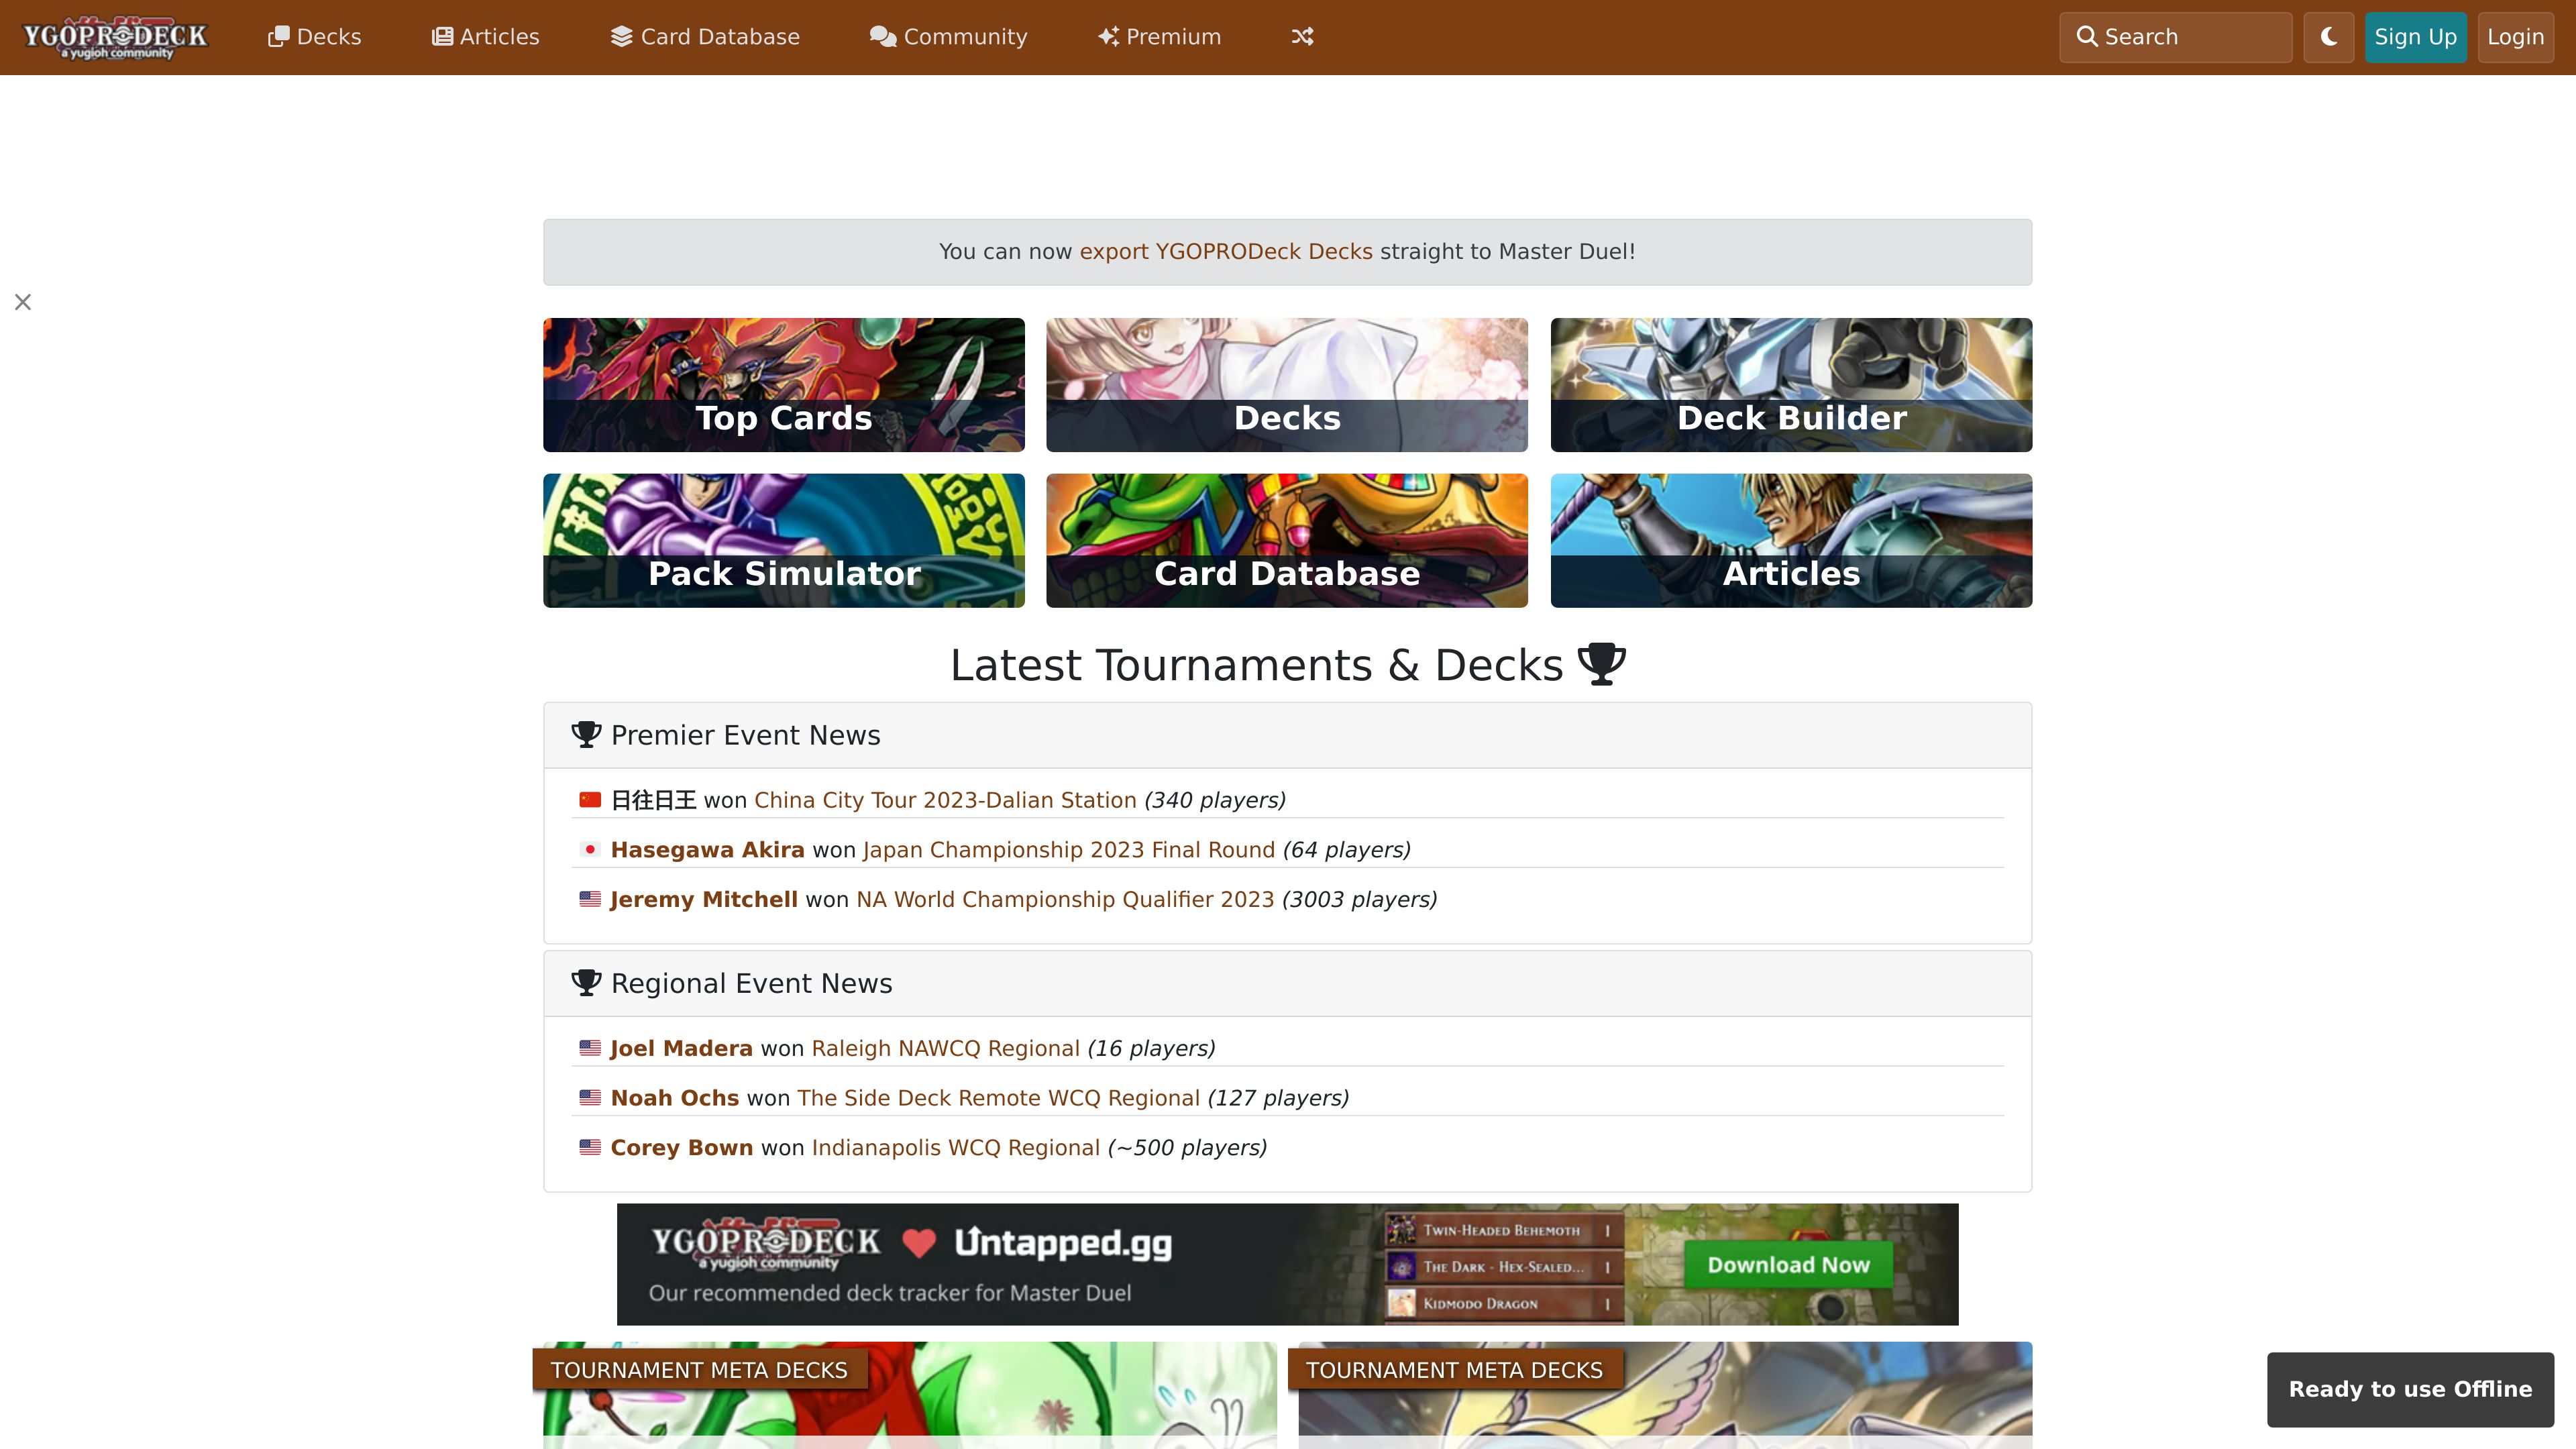 YGOPRODECK
a yugioh community
Decks
Articles
Card Database
Community
Premium
Search
Sign Up
Login
You can now export YGOPRODeck Decks straight to Master Duel!
Top Cards
Decks
Deck Builder
Pack Simulator
Card Database
Articles
Latest Tournaments & Decks
Premier Event News
日往日王 won China City Tour 2023-Dalian Station (340 players)
Hasegawa Akira won Japan Championship 2023 Final Round (64 players)
Jeremy Mitchell won NA World Championship Qualifier 2023 (3003 players)
Regional Event News
Joel Madera won Raleigh NAWCQ Regional (16 players)
Noah Ochs won The Side Deck Remote WCQ Regional (127 players)
Corey Bown won Indianapolis WCQ Regional (~500 players)
YGOPRODECK
a yugioh community
Untapped.gg
Our recommended deck tracker for Master Duel
TWIN-HEADED BEHEMOTH 1
THE DARK - HEX-SEALED... 1
KIDMODO DRAGON 1
Download Now
TOURNAMENT META DECKS
TOURNAMENT META DECKS
Ready to use Offline